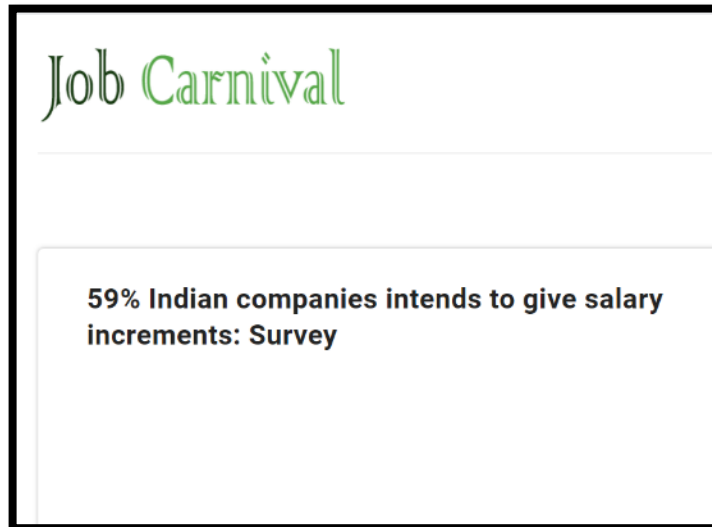 Job Carnival
59% Indian companies intends to give salary
increments: Survey